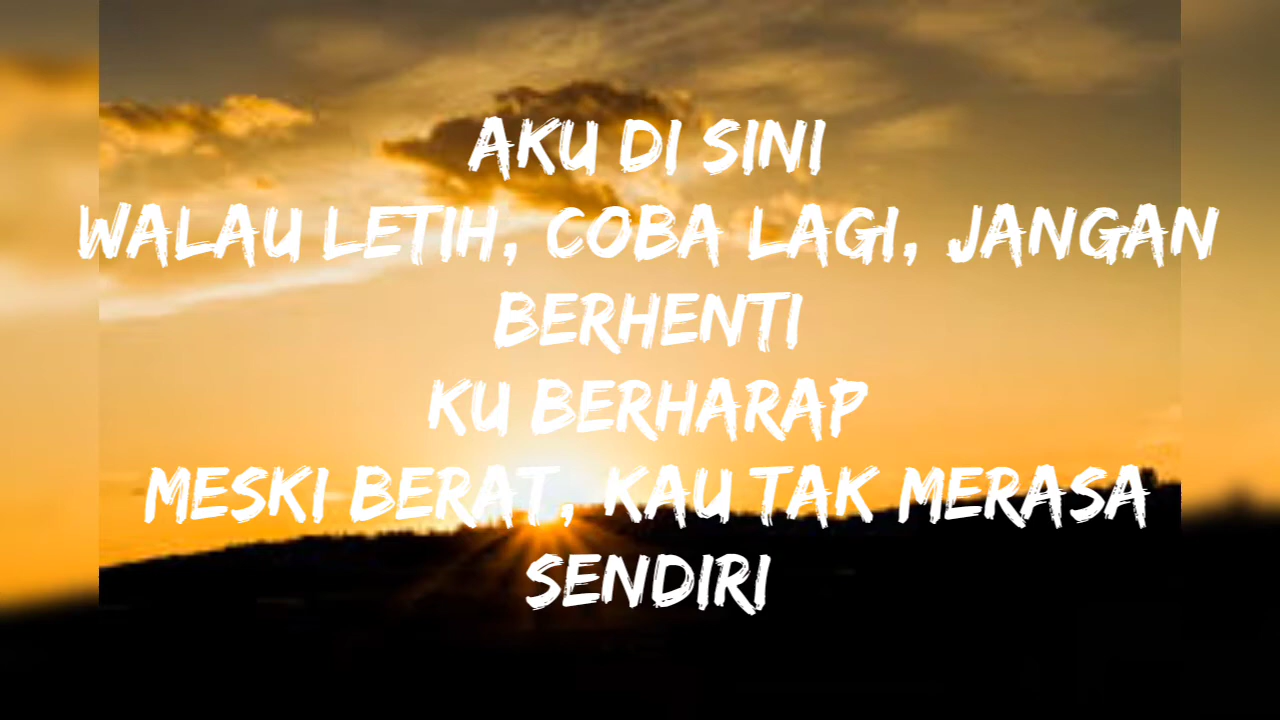 AKU DI SINI
WALAU LETIH, COBA LAGI, JANGAN
BERHENTI
KU BERHARAP
MESKI BERAT, KAU TAK MERASA
SENDIRI